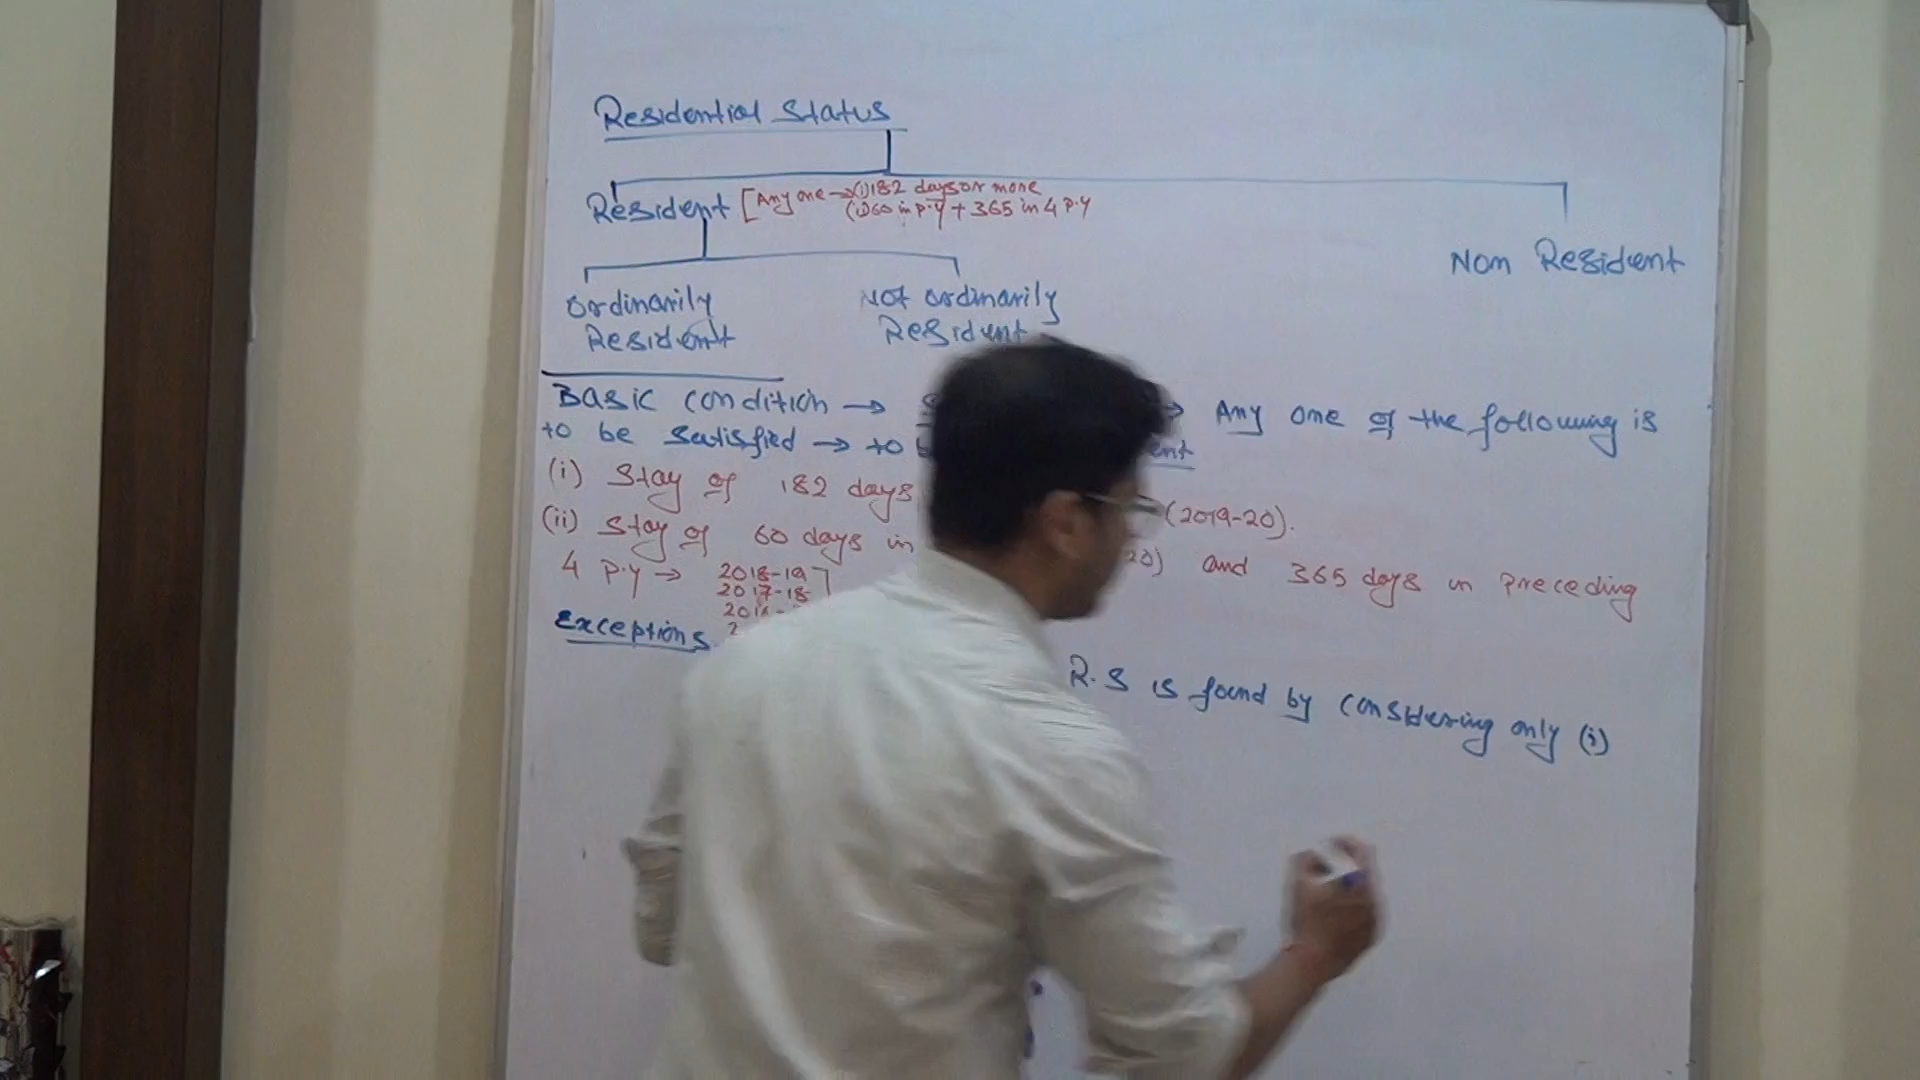 Residential Status
Resident [Any one → (i) 182 days or more
(ii) 60 in p.y + 365 in 4 p.y
Non Resident
Ordinarily
Resident
Not ordinarily
Resident
Basic condition → → Any one of the following is
to be satisfied → to
(i) Stay of 182 days (2019-20).
(ii) Stay of 60 days in 20) and 365 days in preceding
4 p.y → 2018-19
2017-18
Exceptions
R.S is found by considering only (i)